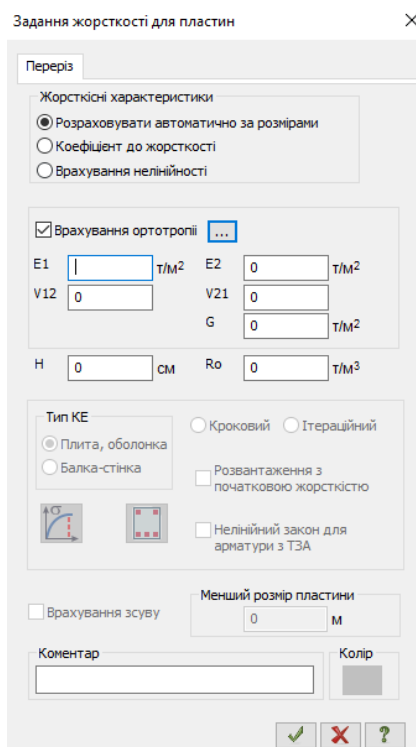 Задання жорсткості для пластин
Переріз
Жорсткісні характеристики
Розраховувати автоматично за розмірами
Коефіцієнт до жорсткості
Врахування нелінійності
Врахування ортотропії ...
E1 т/м2 E2 0 т/м2
V12 0 V21 0
G 0 т/м2
H 0 см Ro 0 т/м3
Тип КЕ
Плита, оболонка
Балка-стінка
Кроковий Ітераційний
Розвантаження з
початковою жорсткістю
Нелінійний закон для
арматури з ТЗА
σ
Врахування зсуву
Менший розмір пластини
0 м
Коментар
Колір
?